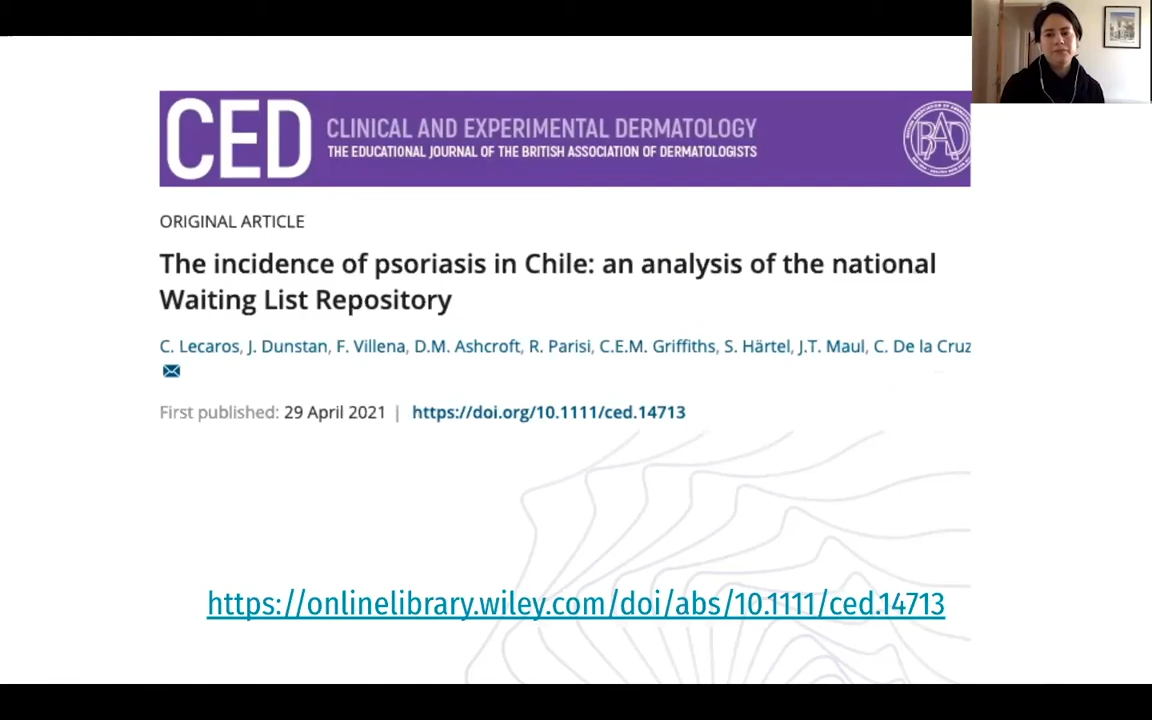 CED
CLINICAL AND EXPERIMENTAL DERMATOLOGY
THE EDUCATIONAL JOURNAL OF THE BRITISH ASSOCIATION OF DERMATOLOGISTS
BAD
ORIGINAL ARTICLE
The incidence of psoriasis in Chile: an analysis of the national
Waiting List Repository
C. Lecaros, J. Dunstan, F. Villena, D.M. Ashcroft, R. Parisi, C.E.M. Griffiths, S. Härtel, J.T. Maul, C. De la Cruz
First published: 29 April 2021 | https://doi.org/10.1111/ced.14713
https://onlinelibrary.wiley.com/doi/abs/10.1111/ced.14713